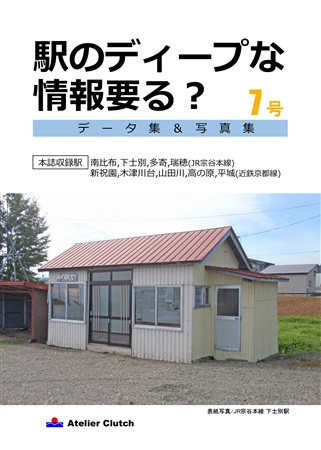 駅のディープな
情報要る？
7号
データ集＆写真集
本誌収録駅 南比布,下士別,多寄,瑞穂(JR宗谷本線)
新祝園,木津川台,山田川,高の原,平城(近鉄京都線)
表紙写真/JR宗谷本線 下士別駅
Atelier Clutch